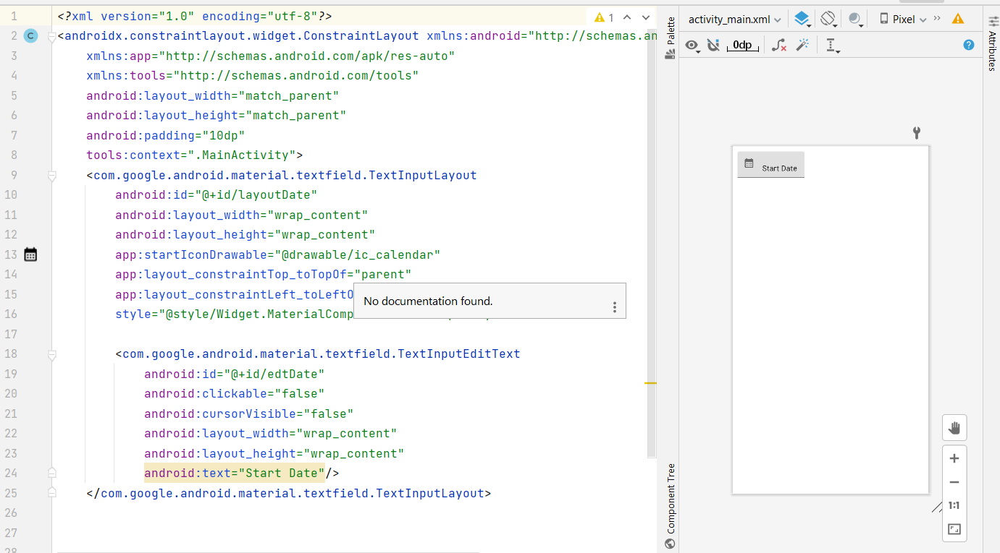 1 <?xml version="1.0" encoding="utf-8"?>
2 <androidx.constraintlayout.widget.ConstraintLayout xmlns:android="http://schemas.an
3 xmlns:app="http://schemas.android.com/apk/res-auto"
4 xmlns:tools="http://schemas.android.com/tools"
5 android:layout_width="match_parent"
6 android:layout_height="match_parent"
7 android:padding="10dp"
8 tools:context=".MainActivity">
9 <com.google.android.material.textfield.TextInputLayout
10 android:id="@+id/layoutDate"
11 android:layout_width="wrap_content"
12 android:layout_height="wrap_content"
13 app:startIconDrawable="@drawable/ic_calendar"
14 app:layout_constraintTop_toTopOf="parent"
15 app:layout_constraintLeft_toLeftO
16 style="@style/Widget.MaterialComp
17
18 <com.google.android.material.textfield.TextInputEditText
19 android:id="@+id/edtDate"
20 android:clickable="false"
21 android:cursorVisible="false"
22 android:layout_width="wrap_content"
23 android:layout_height="wrap_content"
24 android:text="Start Date"/>
25 </com.google.android.material.textfield.TextInputLayout>
26
27
28
1
No documentation found.
Palette
Component Tree
activity_main.xml
Pixel
0dp
Start Date
1:1
Attributes